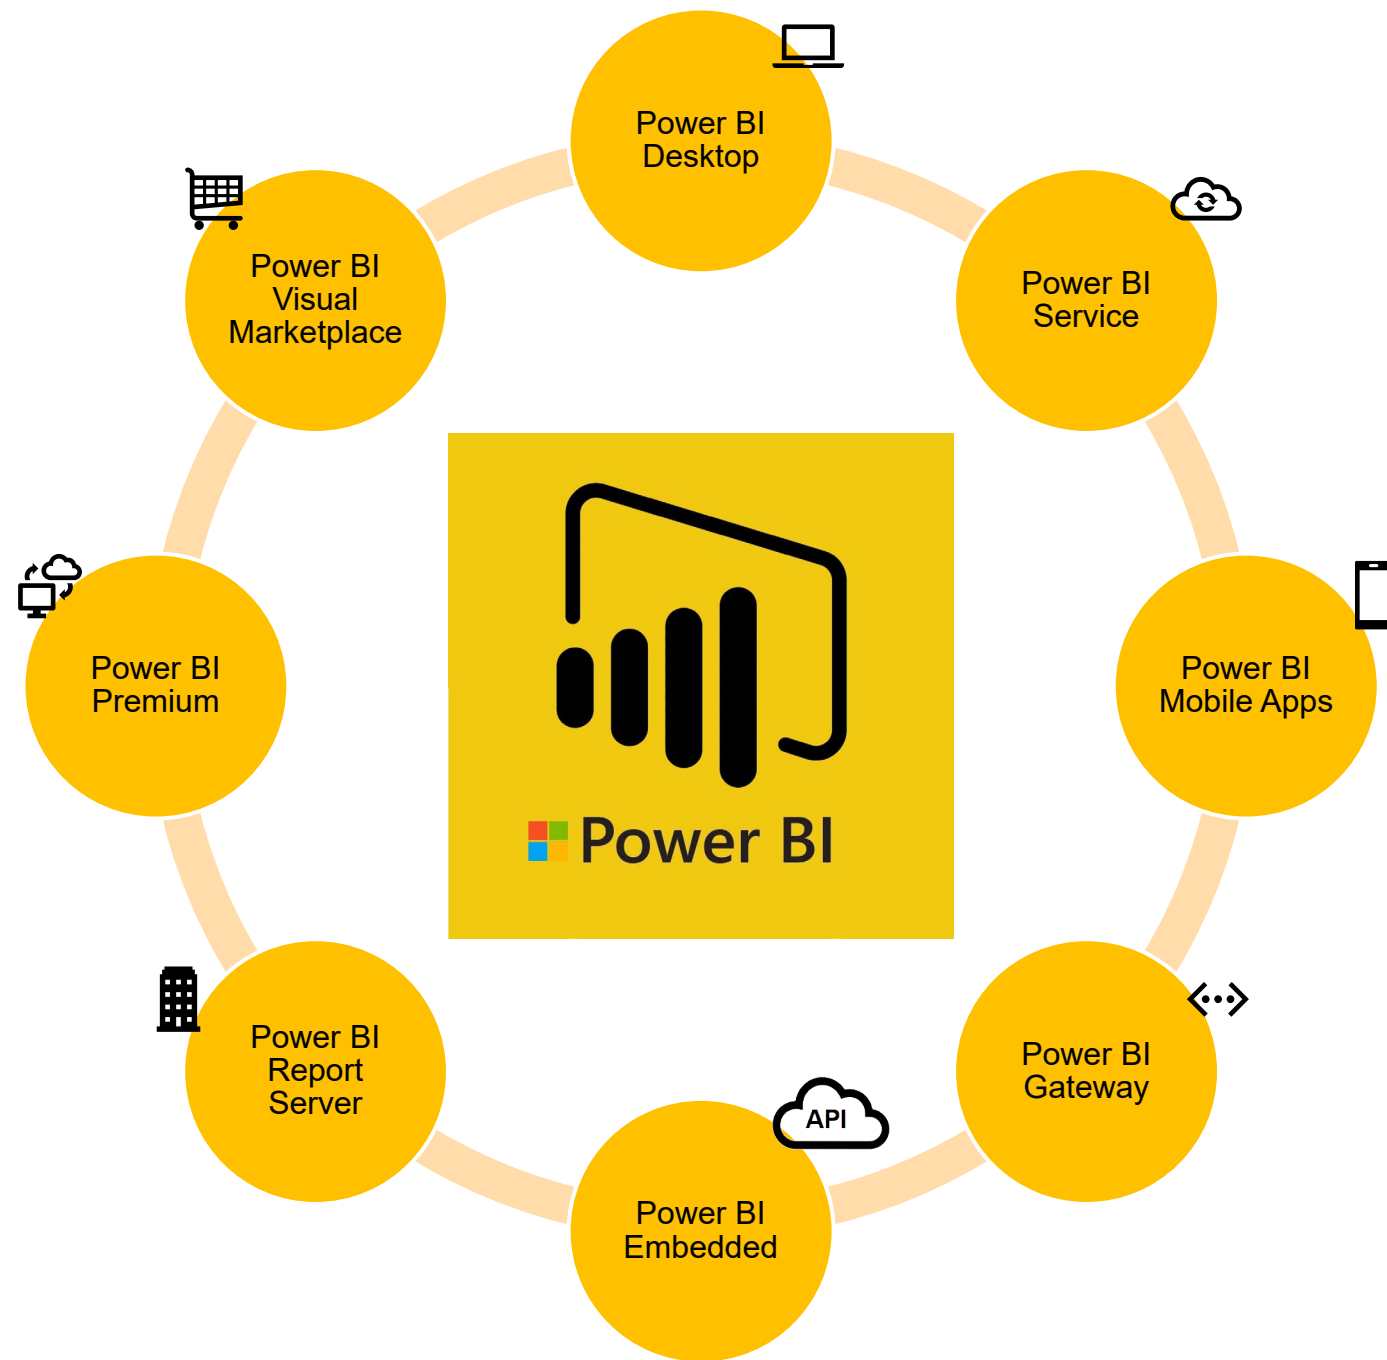 Power BI
Desktop
Power BI
Service
Power BI
Mobile Apps
Power BI
Gateway
API
Power BI
Embedded
Power BI
Report
Server
Power BI
Premium
Power BI
Visual
Marketplace
Power BI